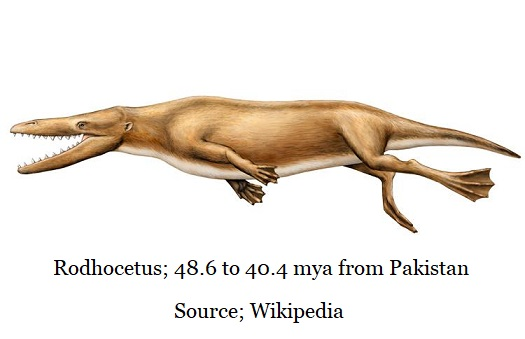 Rodhocetus; 48.6 to 40.4 mya from Pakistan
Source; Wikipedia